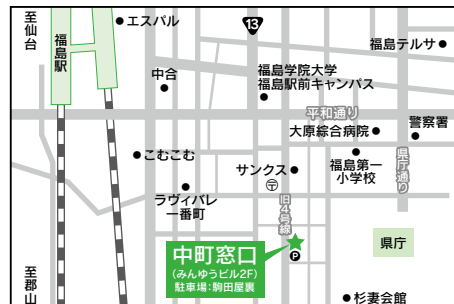 至仙台
エスパル
13
福島テルサ
福島駅
中合
福島学院大学
福島駅前キャンパス
平和通り
大原綜合病院
警察署
こむこむ
サンクス
〒
福島第一
小学校
県庁通り
ラヴィバレ
一番町
旧4号線
中町窓口
(みんゆうビル2F)
駐車場:駒田屋裏
P
県庁
至郡山
杉妻会館